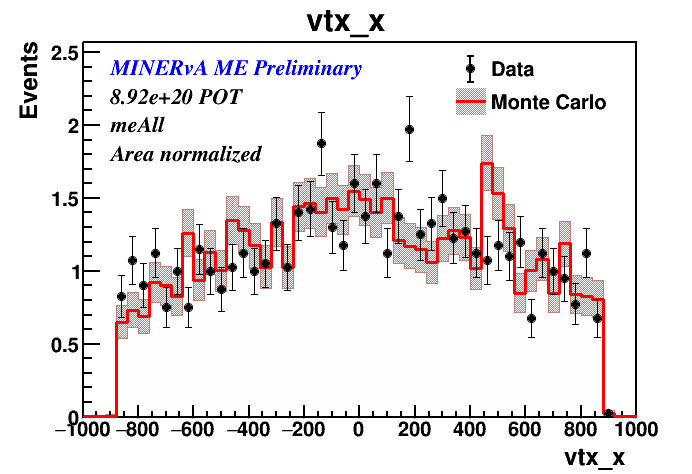 vtx_x
Events
MINERvA ME Preliminary
8.92e+20 POT
meAll
Area normalized
Data
Monte Carlo
2.5
2
1.5
1
0.5
0
−1000 −800 −600 −400 −200 0 200 400 600 800 1000
vtx_x